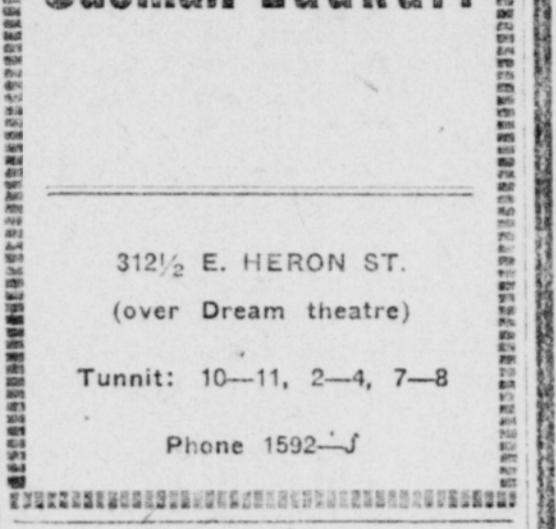 312½ E. HERON ST.
(over Dream theatre)
Tunnit: 10—11, 2—4, 7—8
Phone 1592—J